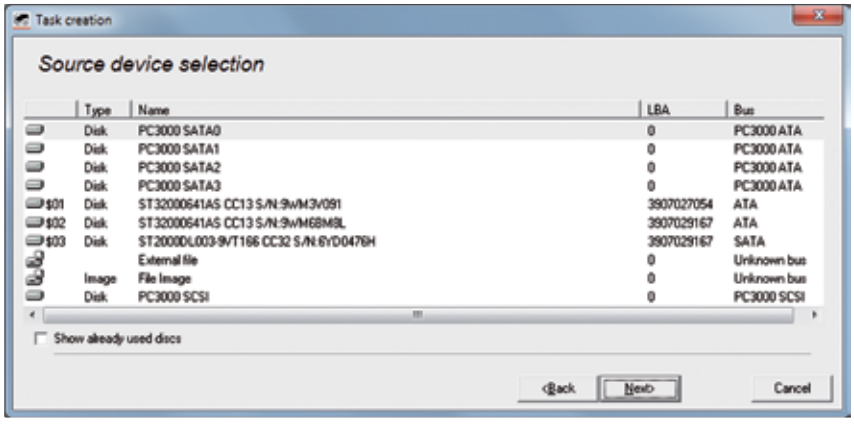 Task creation
Source device selection
Type Name LBA Bus
Disk PC3000 SATA0 0 PC3000 ATA
Disk PC3000 SATA1 0 PC3000 ATA
Disk PC3000 SATA2 0 PC3000 ATA
Disk PC3000 SATA3 0 PC3000 ATA
$01 Disk ST32000641AS CC13 S/N:9WM3V091 3907027054 ATA
$02 Disk ST32000641AS CC13 S/N:9WM6BM8L 3907029167 ATA
$03 Disk ST2000DL003-9VT166 CC32 S/N:6YD0476H 3907029167 SATA
External file 0 Unknown bus
Image File Image 0 Unknown bus
Disk PC3000 SCSI 0 PC3000 SCSI
Show already used discs
<Back Next> Cancel